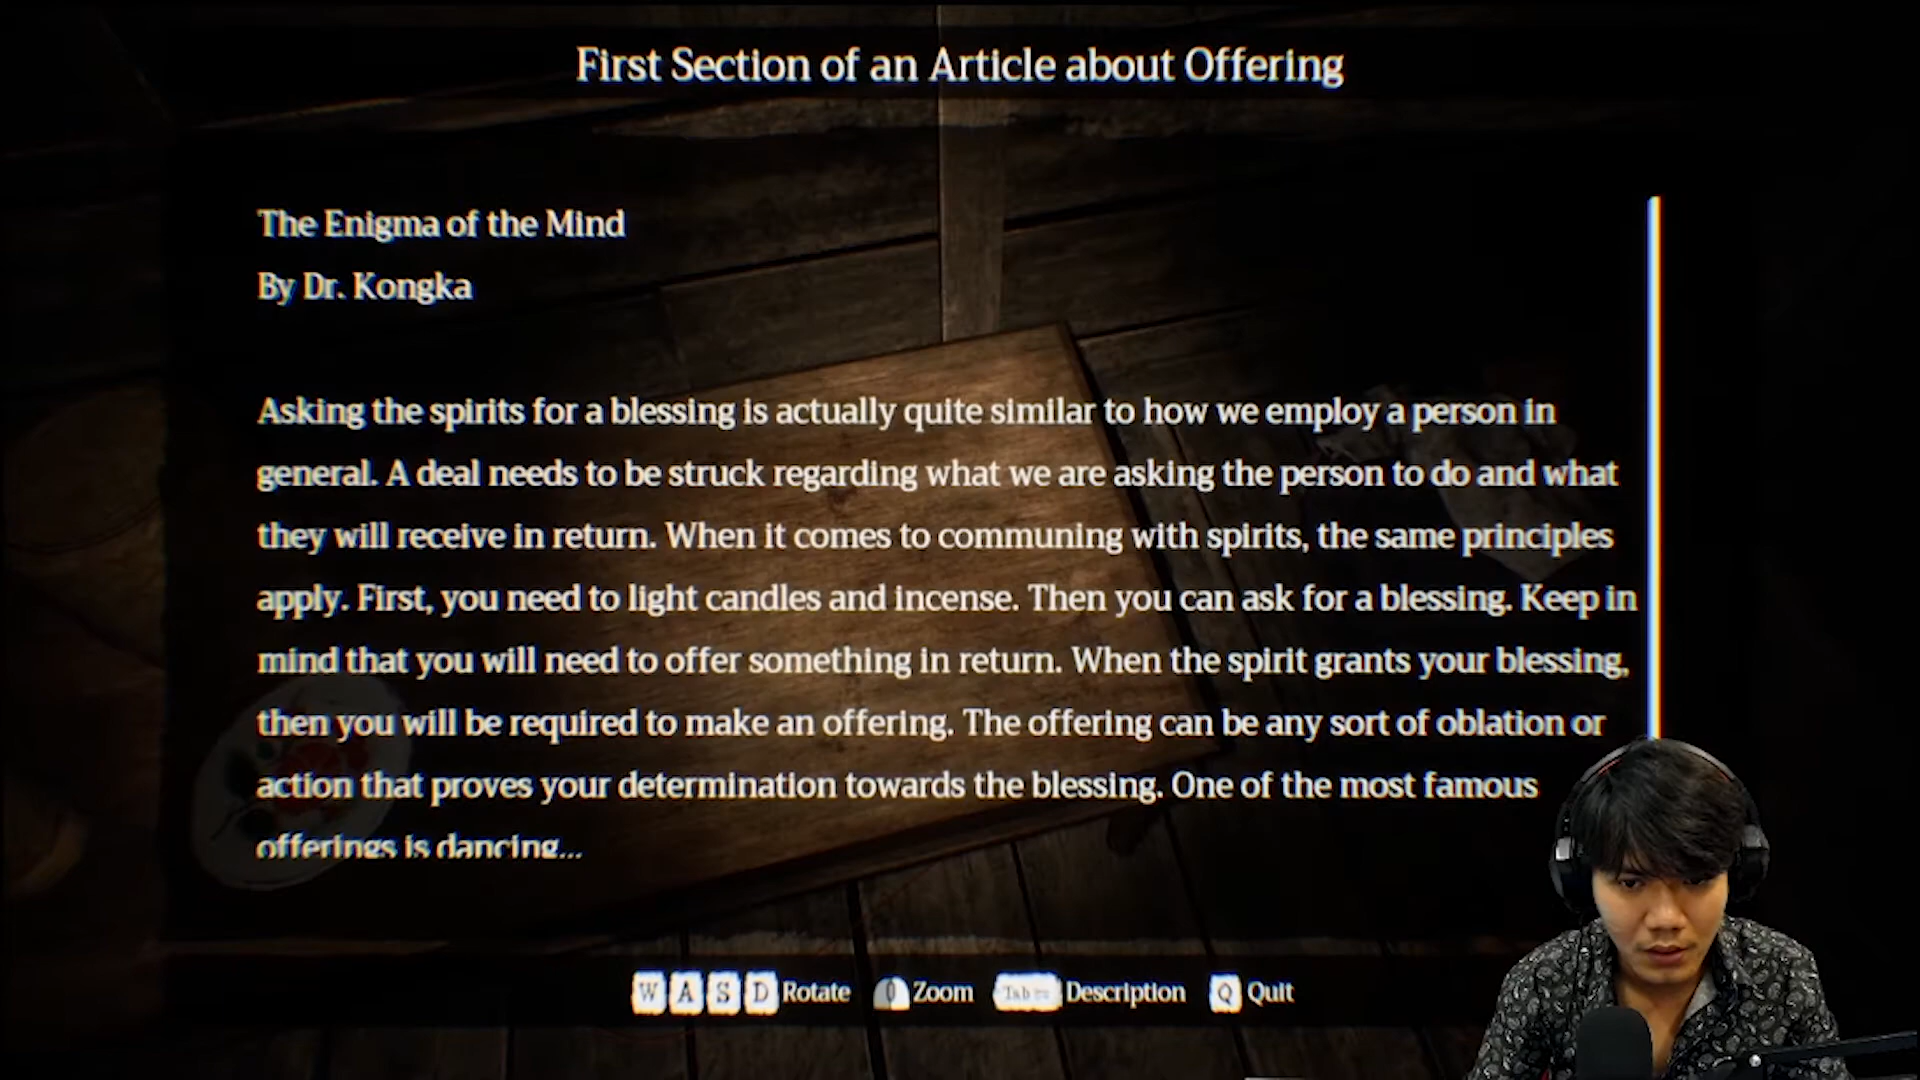 First Section of an Article about Offering
The Enigma of the Mind
By Dr. Kongka
Asking the spirits for a blessing is actually quite similar to how we employ a person in
general. A deal needs to be struck regarding what we are asking the person to do and what
they will receive in return. When it comes to communing with spirits, the same principles
apply. First, you need to light candles and incense. Then you can ask for a blessing. Keep in
mind that you will need to offer something in return. When the spirit grants your blessing,
then you will be required to make an offering. The offering can be any sort of oblation or
action that proves your determination towards the blessing. One of the most famous
offerings is dancing...
W A S D Rotate Zoom Tab Description Q Quit